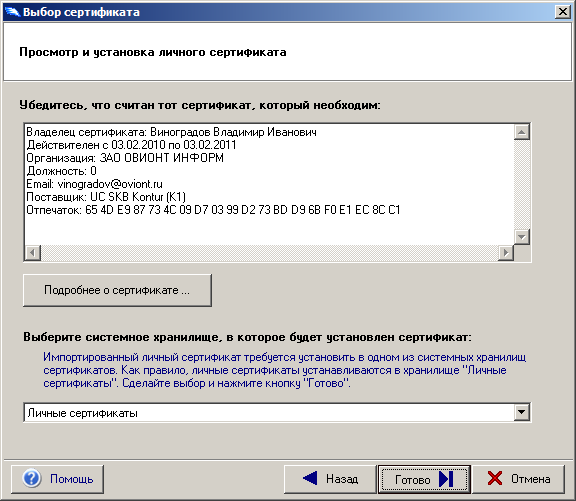 Выбор сертификата
Просмотр и установка личного сертификата
Убедитесь, что считан тот сертификат, который необходим:
Владелец сертификата: Виноградов Владимир Иванович
Действителен с 03.02.2010 по 03.02.2011
Организация: ЗАО ОВИОНТ ИНФОРМ
Должность: 0
Email: vinogradov@oviont.ru
Поставщик: UC SKB Kontur (K1)
Отпечаток: 65 4D E9 87 73 4C 09 D7 03 99 D2 73 BD D9 6B F0 E1 EC 8C C1
Подробнее о сертификате ...
Выберите системное хранилище, в которое будет установлен сертификат:
Импортированный личный сертификат требуется установить в одном из системных хранилищ
сертификатов. Как правило, личные сертификаты устанавливаются в хранилище "Личные
сертификаты". Сделайте выбор и нажмите кнопку "Готово".
Личные сертификаты
Помощь
Назад
Готово
Отмена